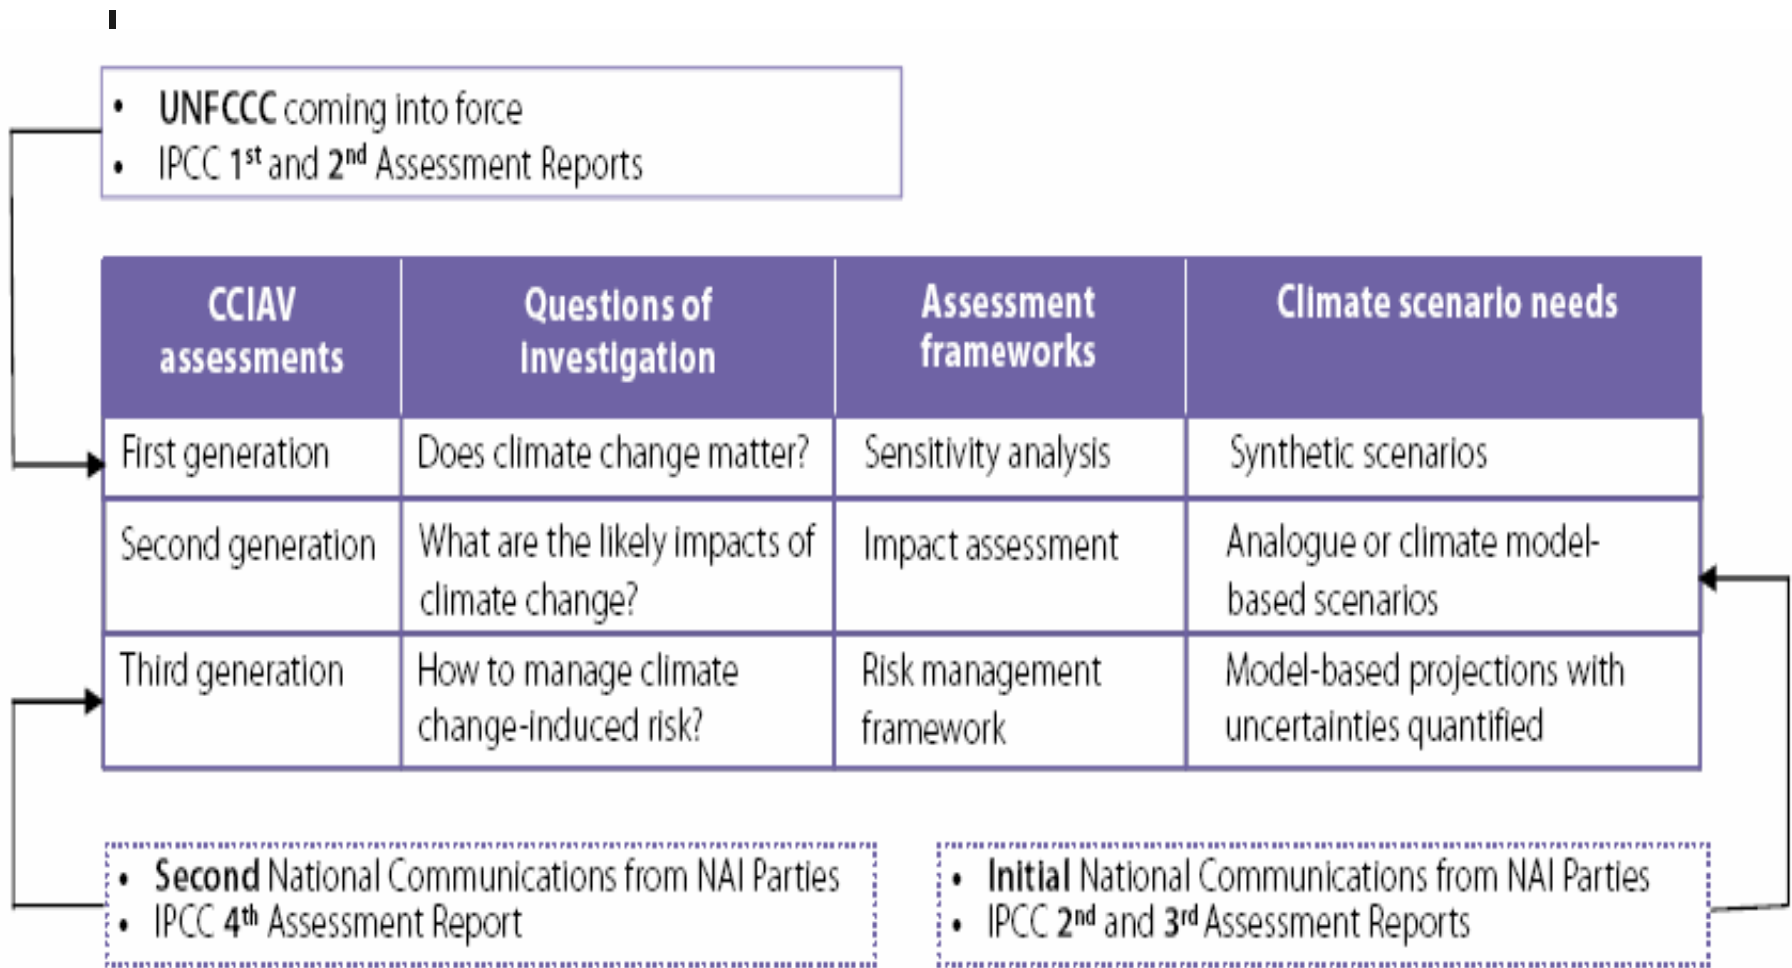 • UNFCCC coming into force
• IPCC 1st and 2nd Assessment Reports
CCIAV
assessments
Questions of
investigation
Assessment
frameworks
Climate scenario needs
First generation
Does climate change matter?
Sensitivity analysis
Synthetic scenarios
Second generation
What are the likely impacts of
climate change?
Impact assessment
Analogue or climate model-
based scenarios
Third generation
How to manage climate
change-induced risk?
Risk management
framework
Model-based projections with
uncertainties quantified
• Second National Communications from NAI Parties
• IPCC 4th Assessment Report
• Initial National Communications from NAI Parties
• IPCC 2nd and 3rd Assessment Reports